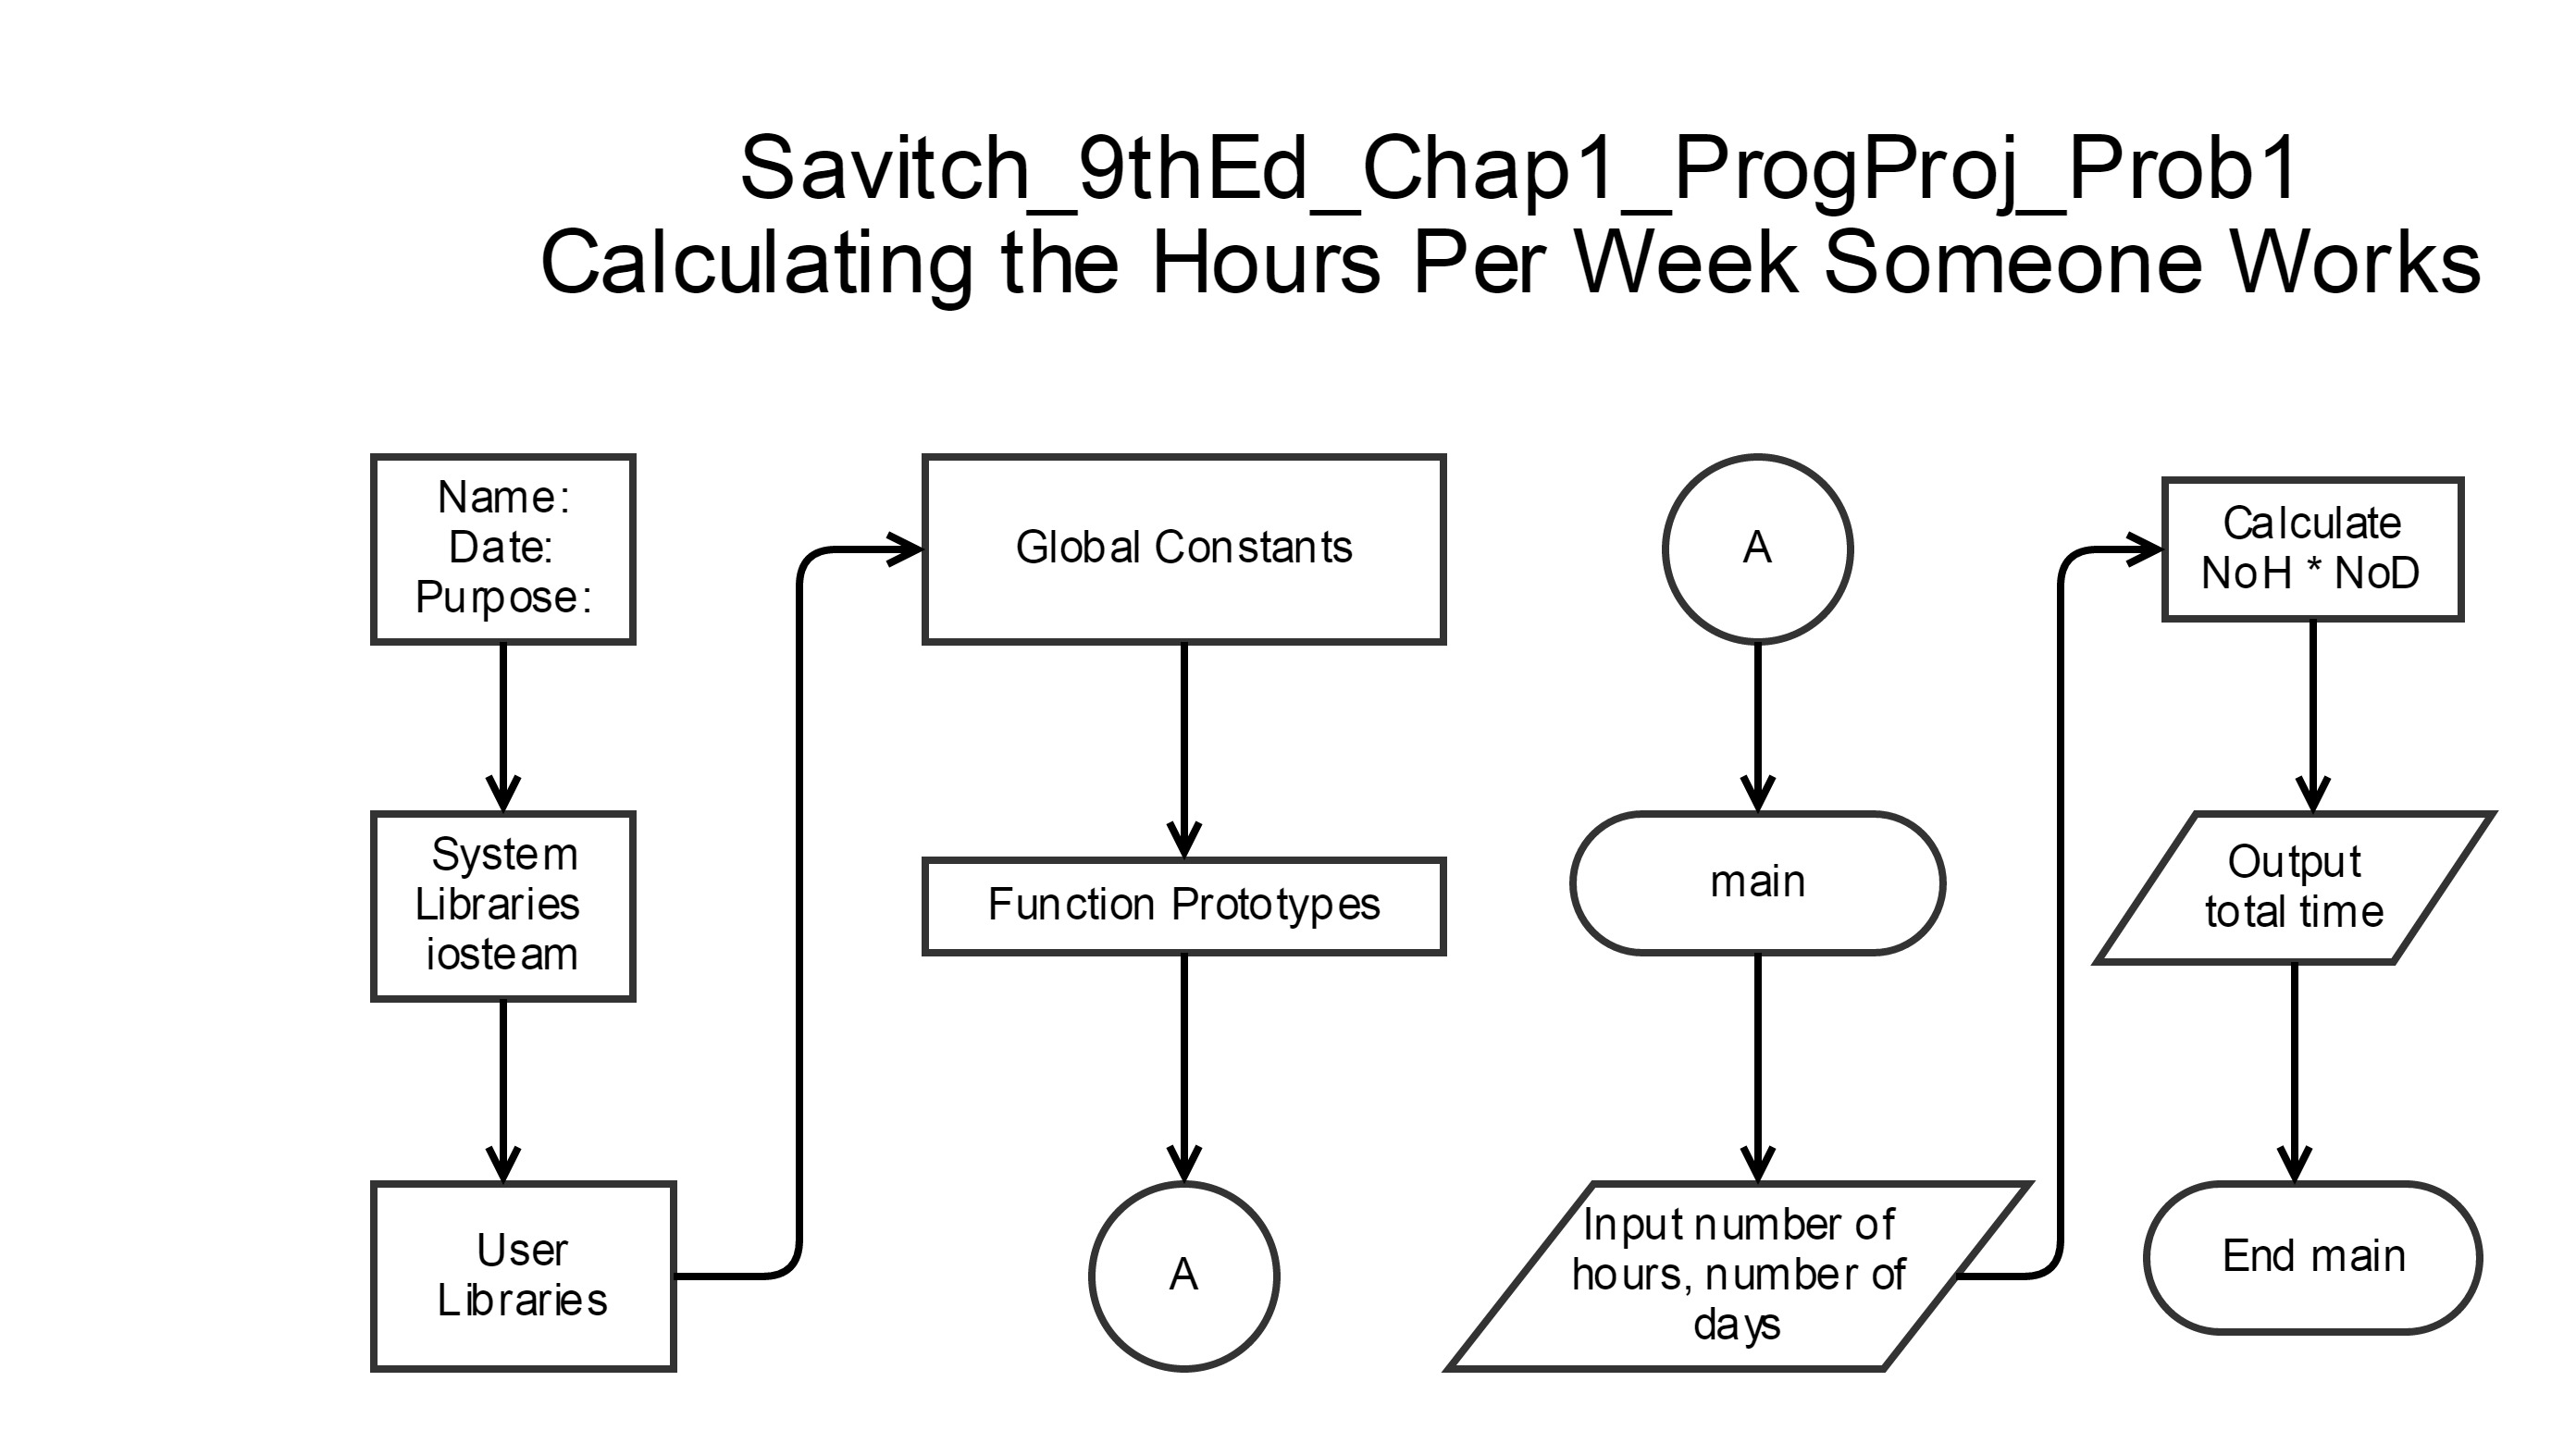 Savitch_9thEd_Chap1_ProgProj_Prob1
Calculating the Hours Per Week Someone Works
Name:
Date:
Purpose:
System
Libraries
iosteam
User
Libraries
Global Constants
Function Prototypes
A
A
main
Input number of
hours, number of
days
Calculate
NoH * NoD
Output
total time
End main